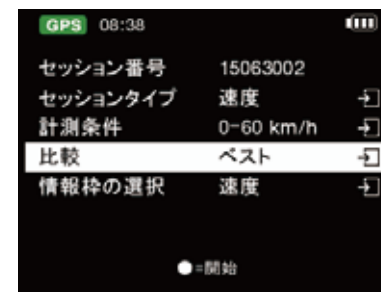 GPS 08:38
セッション番号 15063002
セッションタイプ 速度
計測条件 0-60 km/h
比較 ベスト
情報枠の選択 速度
●=開始